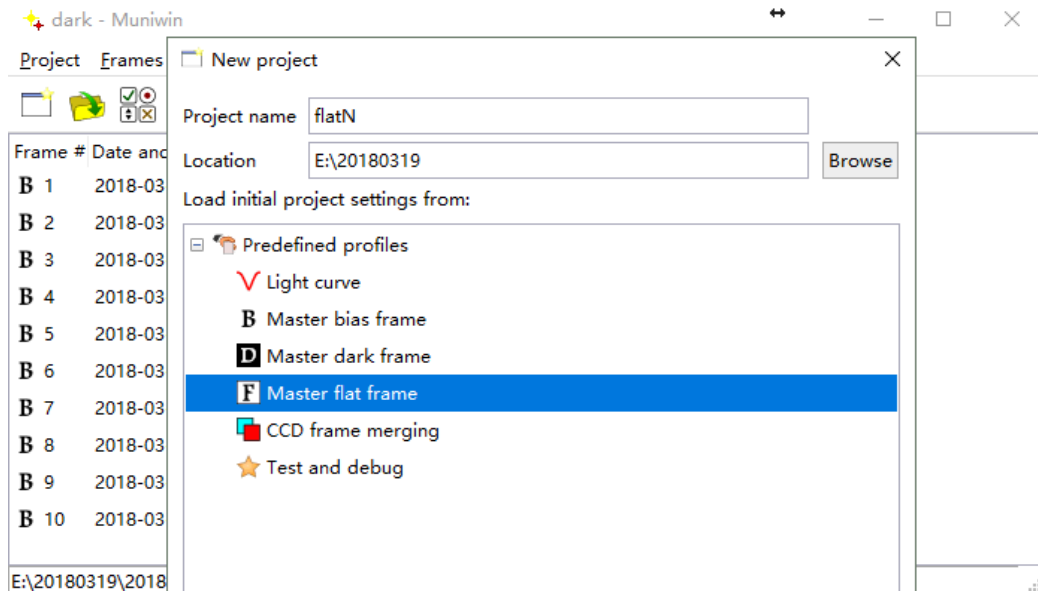 dark - Muniwin
Project Frames
New project
Project name flatN
Location E:\20180319 Browse
Load initial project settings from:
Frame # Date and
B 1 2018-03
B 2 2018-03
B 3 2018-03
B 4 2018-03
B 5 2018-03
B 6 2018-03
B 7 2018-03
B 8 2018-03
B 9 2018-03
B 10 2018-03
Predefined profiles
Light curve
B Master bias frame
D Master dark frame
F Master flat frame
CCD frame merging
Test and debug
E:\20180319\2018